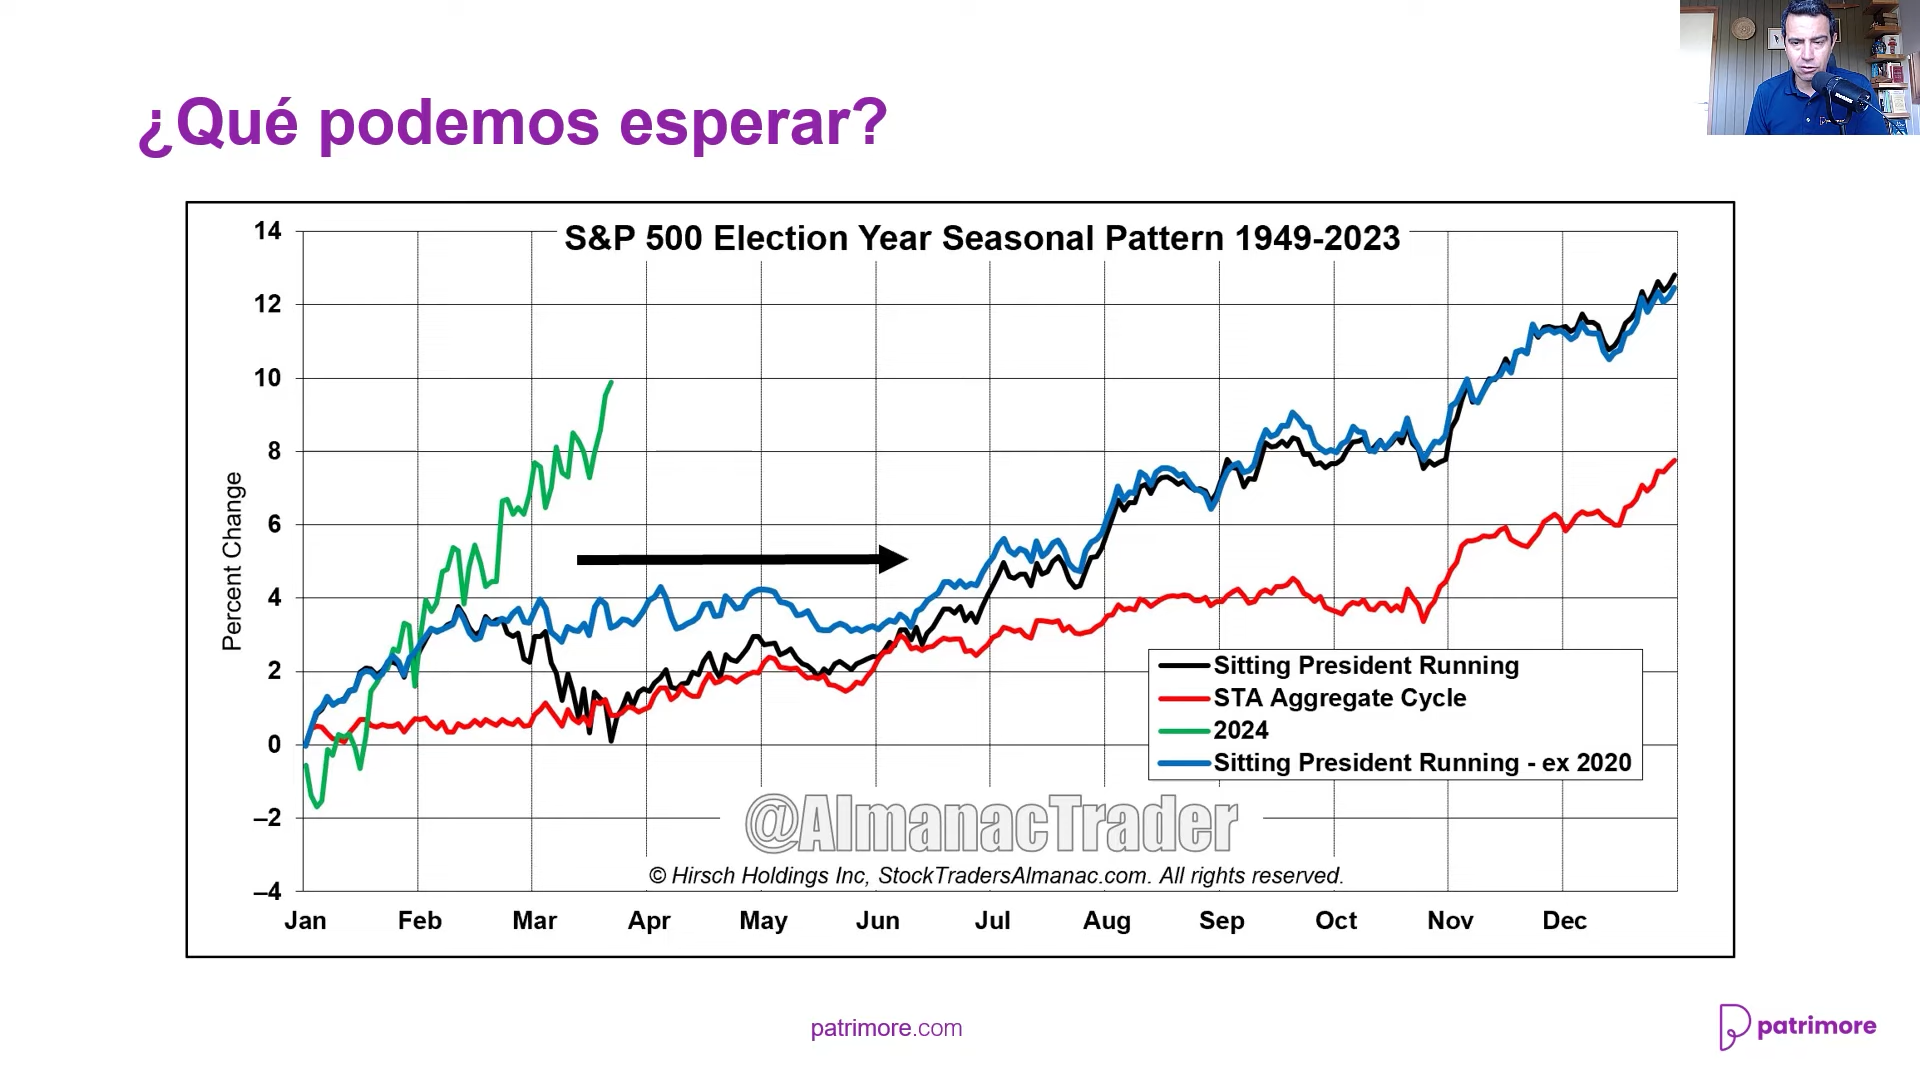 ¿Qué podemos esperar?
S&P 500 Election Year Seasonal Pattern 1949-2023
14
12
10
8
6
4
2
0
–2
–4
Percent Change
Sitting President Running
STA Aggregate Cycle
2024
Sitting President Running - ex 2020
@AlmanacTrader
© Hirsch Holdings Inc, StockTradersAlmanac.com. All rights reserved.
Jan Feb Mar Apr May Jun Jul Aug Sep Oct Nov Dec
patrimore.com
patrimore